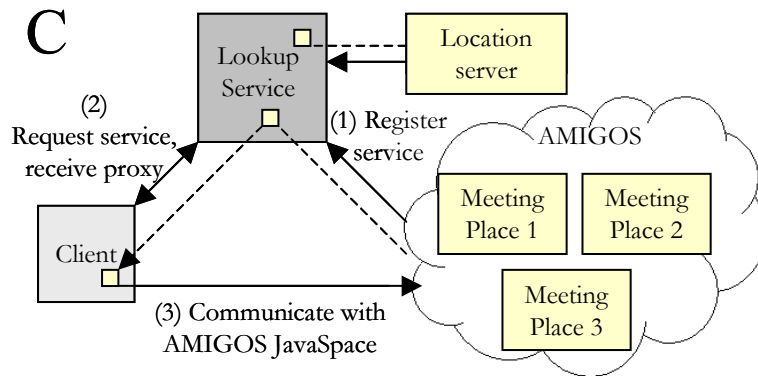 C
Lookup
Service
Location
server
(2)
Request service,
receive proxy
(1) Register
service
AMIGOS
Meeting
Place 1
Meeting
Place 2
Client
Meeting
Place 3
(3) Communicate with
AMIGOS JavaSpace